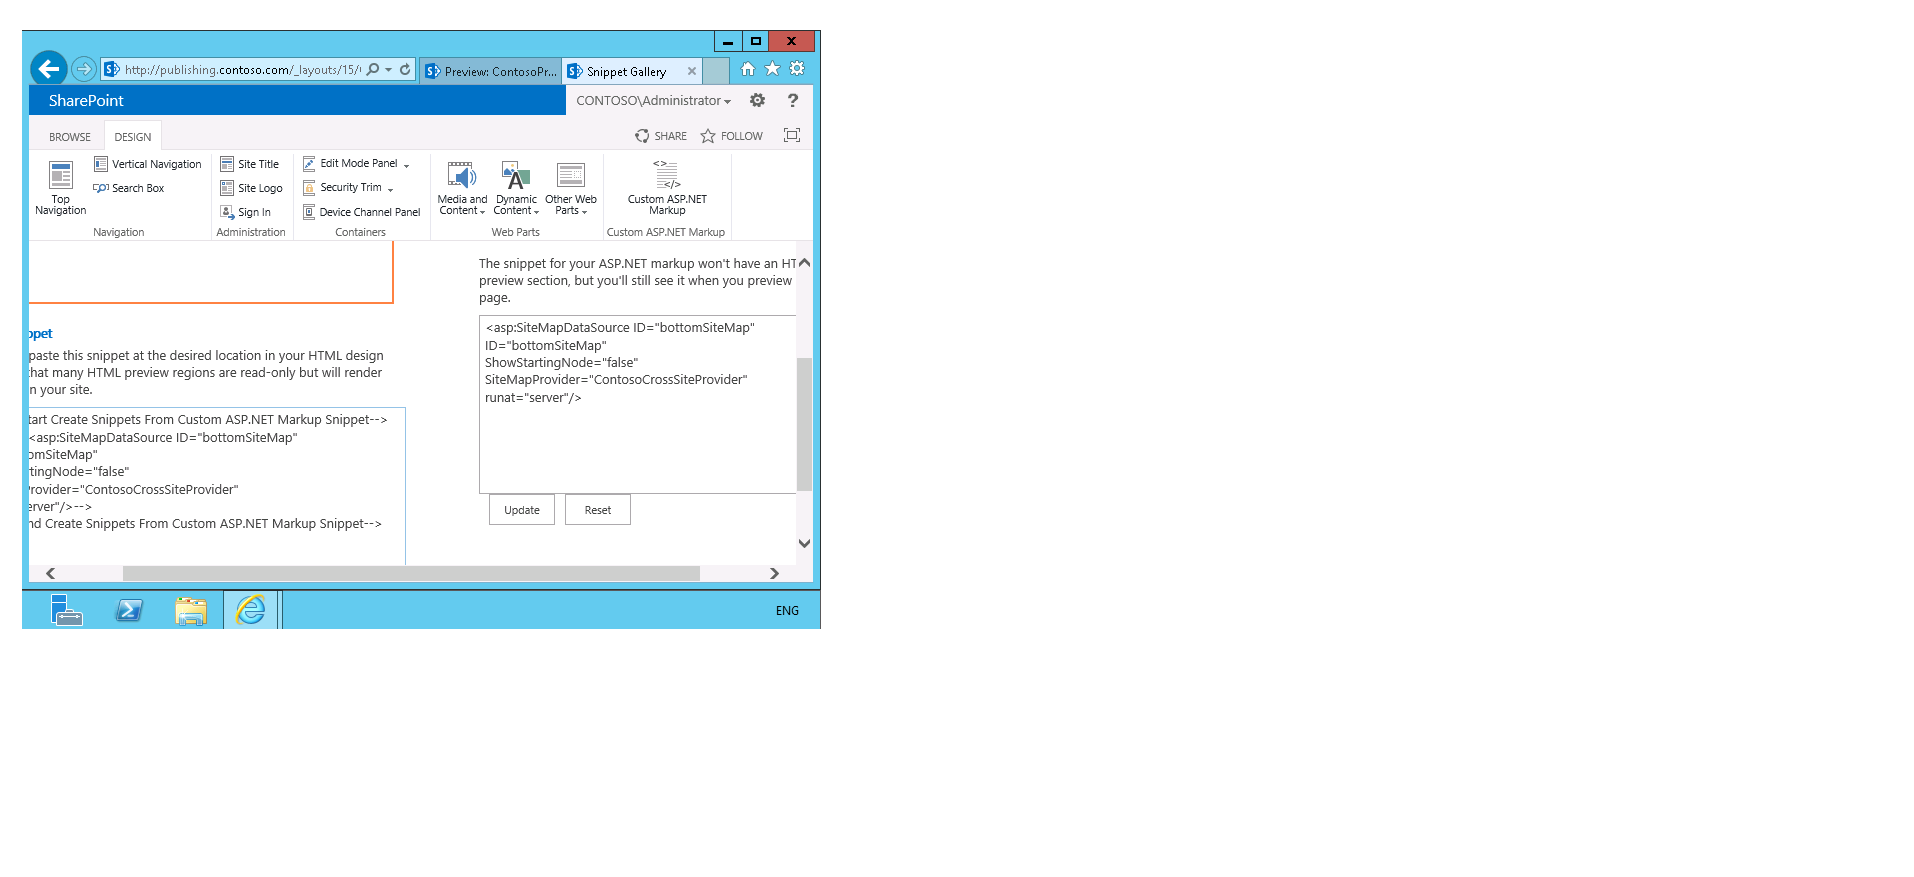 http://publishing.contoso.com/_layouts/15/
Preview: ContosoPr...
Snippet Gallery
SharePoint
CONTOSO\Administrator
BROWSE
DESIGN
SHARE
FOLLOW
Top
Navigation
Vertical Navigation
Search Box
Navigation
Site Title
Site Logo
Sign In
Administration
Edit Mode Panel
Security Trim
Device Channel Panel
Containers
Media and
Content
Dynamic
Content
Other Web
Parts
Web Parts
Custom ASP.NET
Markup
Custom ASP.NET Markup
ppet
paste this snippet at the desired location in your HTML design
that many HTML preview regions are read-only but will render
n your site.
tart Create Snippets From Custom ASP.NET Markup Snippet-->
<asp:SiteMapDataSource ID="bottomSiteMap"
omSiteMap"
tingNode="false"
Provider="ContosoCrossSiteProvider"
erver"/>-->
nd Create Snippets From Custom ASP.NET Markup Snippet-->
The snippet for your ASP.NET markup won't have an HT
preview section, but you'll still see it when you preview
page.
<asp:SiteMapDataSource ID="bottomSiteMap"
ID="bottomSiteMap"
ShowStartingNode="false"
SiteMapProvider="ContosoCrossSiteProvider"
runat="server"/>
Update
Reset
ENG